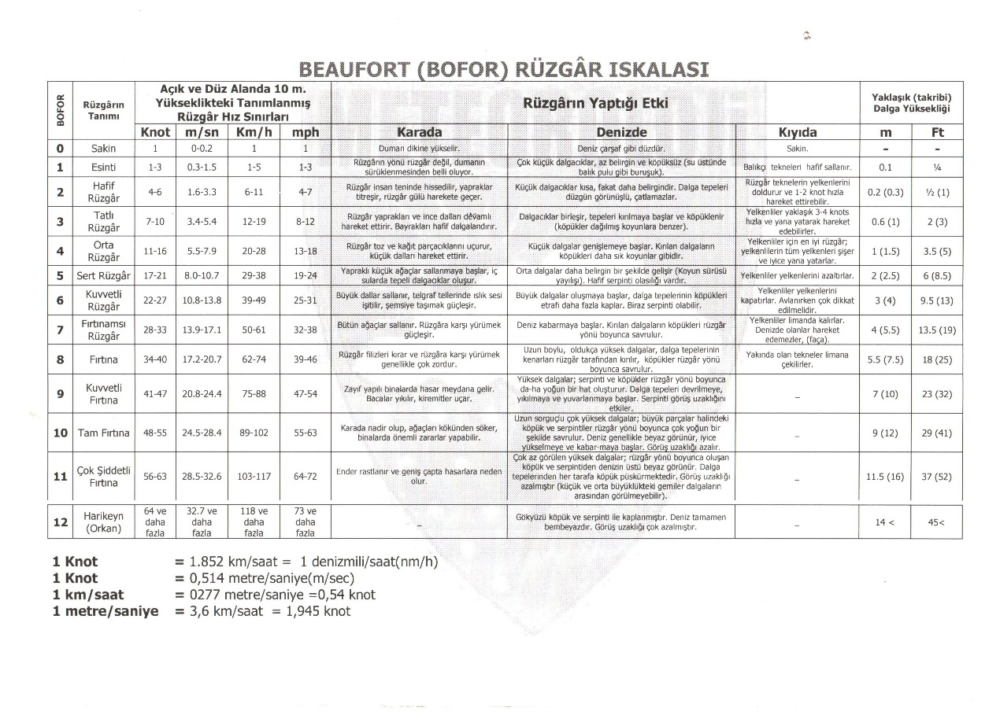 BEAUFORT (BOFOR) RÜZGÂR ISKALASI
BOFOR
Rüzgârın
Tanımı
Açık ve Düz Alanda 10 m.
Yükseklikteki Tanımlanmış
Rüzgâr Hız Sınırları
Rüzgârın Yaptığı Etki
Yaklaşık (takribi)
Dalga Yüksekliği
Knot m/sn Km/h mph Karada Denizde Kıyıda m Ft
0 Sakin 1 0-0.2 1 1 Duman dikine yükselir. Deniz çarşaf gibi düzdür. Sakin. - -
1 Esinti 1-3 0.3-1.5 1-5 1-3
Rüzgârın yönü rüzgâr değil, dumanın
sürüklenmesinden belli oluyor.
Çok küçük dalgacıklar, az belirgin ve köpüksüz (su üstünde
balık pulu gibi buruşuk).
Balıkçı tekneleri hafif sallanır. 0.1 ¼
2
Hafif
Rüzgâr
4-6 1.6-3.3 6-11 4-7
Rüzgâr insan teninde hissedilir, yapraklar
titreşir, rüzgâr gülü harekete geçer.
Küçük dalgacıklar kısa, fakat daha belirgindir. Dalga tepeleri
düzgün görünüşlü, çatlamazlar.
Rüzgâr teknelerin yelkenlerini
doldurur ve 1-2 knot hızla
hareket ettirebilir.
0.2 (0.3) ½ (1)
3
Tatlı
Rüzgâr
7-10 3.4-5.4 12-19 8-12
Rüzgâr yaprakları ve ince dalları dêvamlı
hareket ettirir. Bayrakları hafif dalgalandırır.
Dalgacıklar birleşir, tepeleri kırılmaya başlar ve köpüklenir
(köpükler dağılmış koyunlara benzer).
Yelkenliler yaklaşık 3-4 knots
hızla ve yana yatarak hareket
edebilirler.
0.6 (1) 2 (3)
4
Orta
Rüzgâr
11-16 5.5-7.9 20-28 13-18
Rüzgâr toz ve kağıt parçacıklarını uçurur,
küçük dalları hareket ettirir.
Küçük dalgalar genişlemeye başlar. Kırılan dalgaların
köpükleri daha sık koyunlar gibidir.
Yelkenliler için en iyi rüzgâr;
yelkenlilerin tüm yelkenleri şişer
ve iyice yana yatarlar.
1 (1.5) 3.5 (5)
5 Sert Rüzgâr 17-21 8.0-10.7 29-38 19-24
Yapraklı küçük ağaçlar sallanmaya başlar, iç
sularda tepeli dalgacıklar oluşur.
Orta dalgalar daha belirgin bir şekilde gelişir (Koyun sürüsü
yayılışı). Hafif serpinti olasılığı vardır.
Yelkenliler yelkenlerini azaltırlar. 2 (2.5) 6 (8.5)
6
Kuvvetli
Rüzgâr
22-27 10.8-13.8 39-49 25-31
Büyük dallar sallanır, telgraf tellerinde ıslık sesi
işitilir, şemsiye taşımak güçleşir.
Büyük dalgalar oluşmaya başlar, dalga tepelerinin köpükleri
etrafı daha fazla kaplar. Biraz serpinti olabilir.
Yelkenliler yelkenlerini
kapatırlar. Avlanırken çok dikkat
edilmelidir.
3 (4) 9.5 (13)
7
Fırtınamsı
Rüzgâr
28-33 13.9-17.1 50-61 32-38
Bütün ağaçlar sallanır. Rüzgâra karşı yürümek
güçleşir.
Deniz kabarmaya başlar. Kırılan dalgaların köpükleri rüzgâr
yönü boyunca savrulur.
Yelkenliler limanda kalırlar.
Denizde olanlar hareket
edemezler, (faça).
4 (5.5) 13.5 (19)
8 Fırtına 34-40 17.2-20.7 62-74 39-46
Rüzgâr filizleri kırar ve rüzgâra karşı yürümek
genellikle çok zordur.
Uzun boylu, oldukça yüksek dalgalar, dalga tepelerinin
kenarları rüzgâr tarafından kırılır, köpükler rüzgâr yönü
boyunca savrulur.
Yakında olan tekneler limana
çekilirler.
5.5 (7.5) 18 (25)
9
Kuvvetli
Fırtına
41-47 20.8-24.4 75-88 47-54
Zayıf yapılı binalarda hasar meydana gelir.
Bacalar yıkılır, kiremitler uçar.
Yüksek dalgalar; serpinti ve köpükler rüzgâr yönü boyunca
da-ha yoğun bir hat oluşturur. Dalga tepeleri devrilmeye,
yıkılmaya ve yuvarlanmaya başlar. Serpinti görüş uzaklığını
etkiler.
– 7 (10) 23 (32)
10 Tam Fırtına 48-55 24.5-28.4 89-102 55-63
Karada nadir olup, ağaçları kökünden söker,
binalarda önemli zararlar yapabilir.
Uzun sorguçlu çok yüksek dalgalar; büyük parçalar halindeki
köpük ve serpintiler rüzgâr yönü boyunca çok yoğun bir
şekilde savrulur. Deniz genellikle beyaz görünür, iyice
yükselmeye ve kabar-maya başlar. Görüş uzaklığı azalır.
– 9 (12) 29 (41)
11
Çok Şiddetli
Fırtına
56-63 28.5-32.6 103-117 64-72
Ender rastlanır ve geniş çapta hasarlara neden
olur.
Çok az görülen yüksek dalgalar; rüzgâr yönü boyunca oluşan
köpük ve serpintiden denizin üstü beyaz görünür. Dalga
tepelerinden her tarafa köpük püskürmektedir. Görüş uzaklığı
azalmıştır (küçük ve orta büyüklükteki gemiler dalgaların
arasından görülmeyebilir).
– 11.5 (16) 37 (52)
12
Harikeyn
(Orkan)
64 ve
daha
fazla
32.7 ve
daha
fazla
118 ve
daha
fazla
73 ve
daha
fazla
–
Gökyüzü köpük ve serpinti ile kaplanmıştır. Deniz tamamen
bembeyazdır. Görüş uzaklığı çok azalmıştır.
– 14 < 45<
1 Knot = 1.852 km/saat = 1 denizmili/saat(nm/h)
1 Knot = 0,514 metre/saniye(m/sec)
1 km/saat = 0277 metre/saniye =0,54 knot
1 metre/saniye = 3,6 km/saat = 1,945 knot